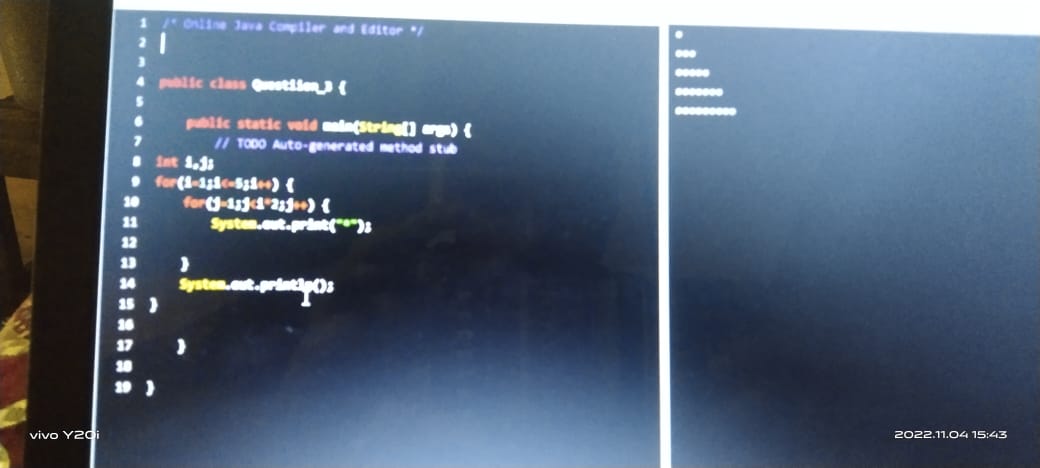 1 /* Online Java Compiler and Editor */
2
3
4 public class Questiion_3 {
5
6 public static void main(String[] args) {
7 // TODO Auto-generated method stub
8 int i,j;
9 for(i=1;i<=5;i++) {
10 for(j=1;j<i*2;j++) {
11 System.out.print("*");
12
13 }
14 System.out.println();
15 }
16
17 }
18
19 }
*
***
*****
*******
*********
vivo Y20i
2022.11.04 15:43